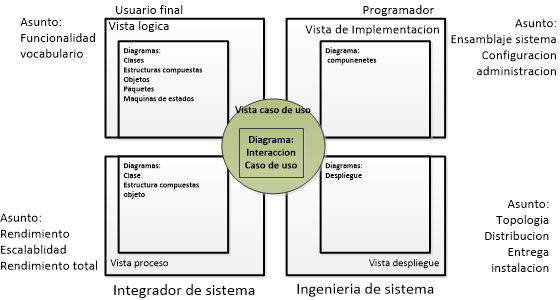 Asunto:
Funcionalidad
vocabulario
Usuario final
Vista logica
Diagramas:
Clases
Estructuras compuestas
Objetos
Paquetes
Maquinas de estados
Programador
Vista de Implementacion
Diagrama:
compunenetes
Asunto:
Ensamblaje sistema
Configuracion
administracion
Vista caso de uso
Diagrama:
Interaccion
Caso de uso
Diagramas:
Clase
Estructura compuestas
objeto
Vista proceso
Integrador de sistema
Asunto:
Rendimiento
Escalablidad
Rendimiento total
Diagramas:
Despliegue
Vista despliegue
Ingenieria de sistema
Asunto:
Topologia
Distribucion
Entrega
instalacion